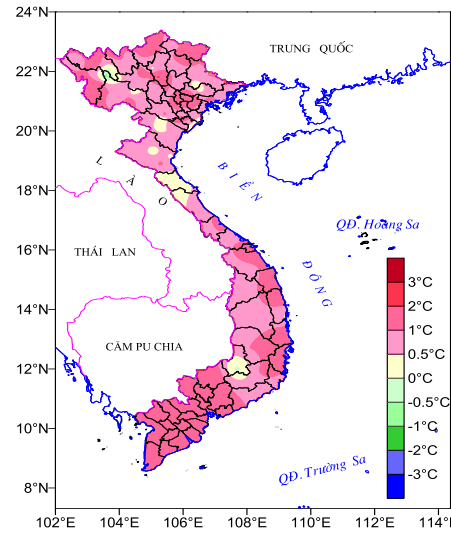 24°N
22°N
20°N
18°N
16°N
14°N
12°N
10°N
8°N
TRUNG QUỐC
LÀO
BIỂN
ĐÔNG
QĐ. Hoàng Sa
THÁI LAN
CĂM PU CHIA
QĐ. Trường Sa
3°C
2°C
1°C
0.5°C
0°C
-0.5°C
-1°C
-2°C
-3°C
102°E 104°E 106°E 108°E 110°E 112°E 114°E